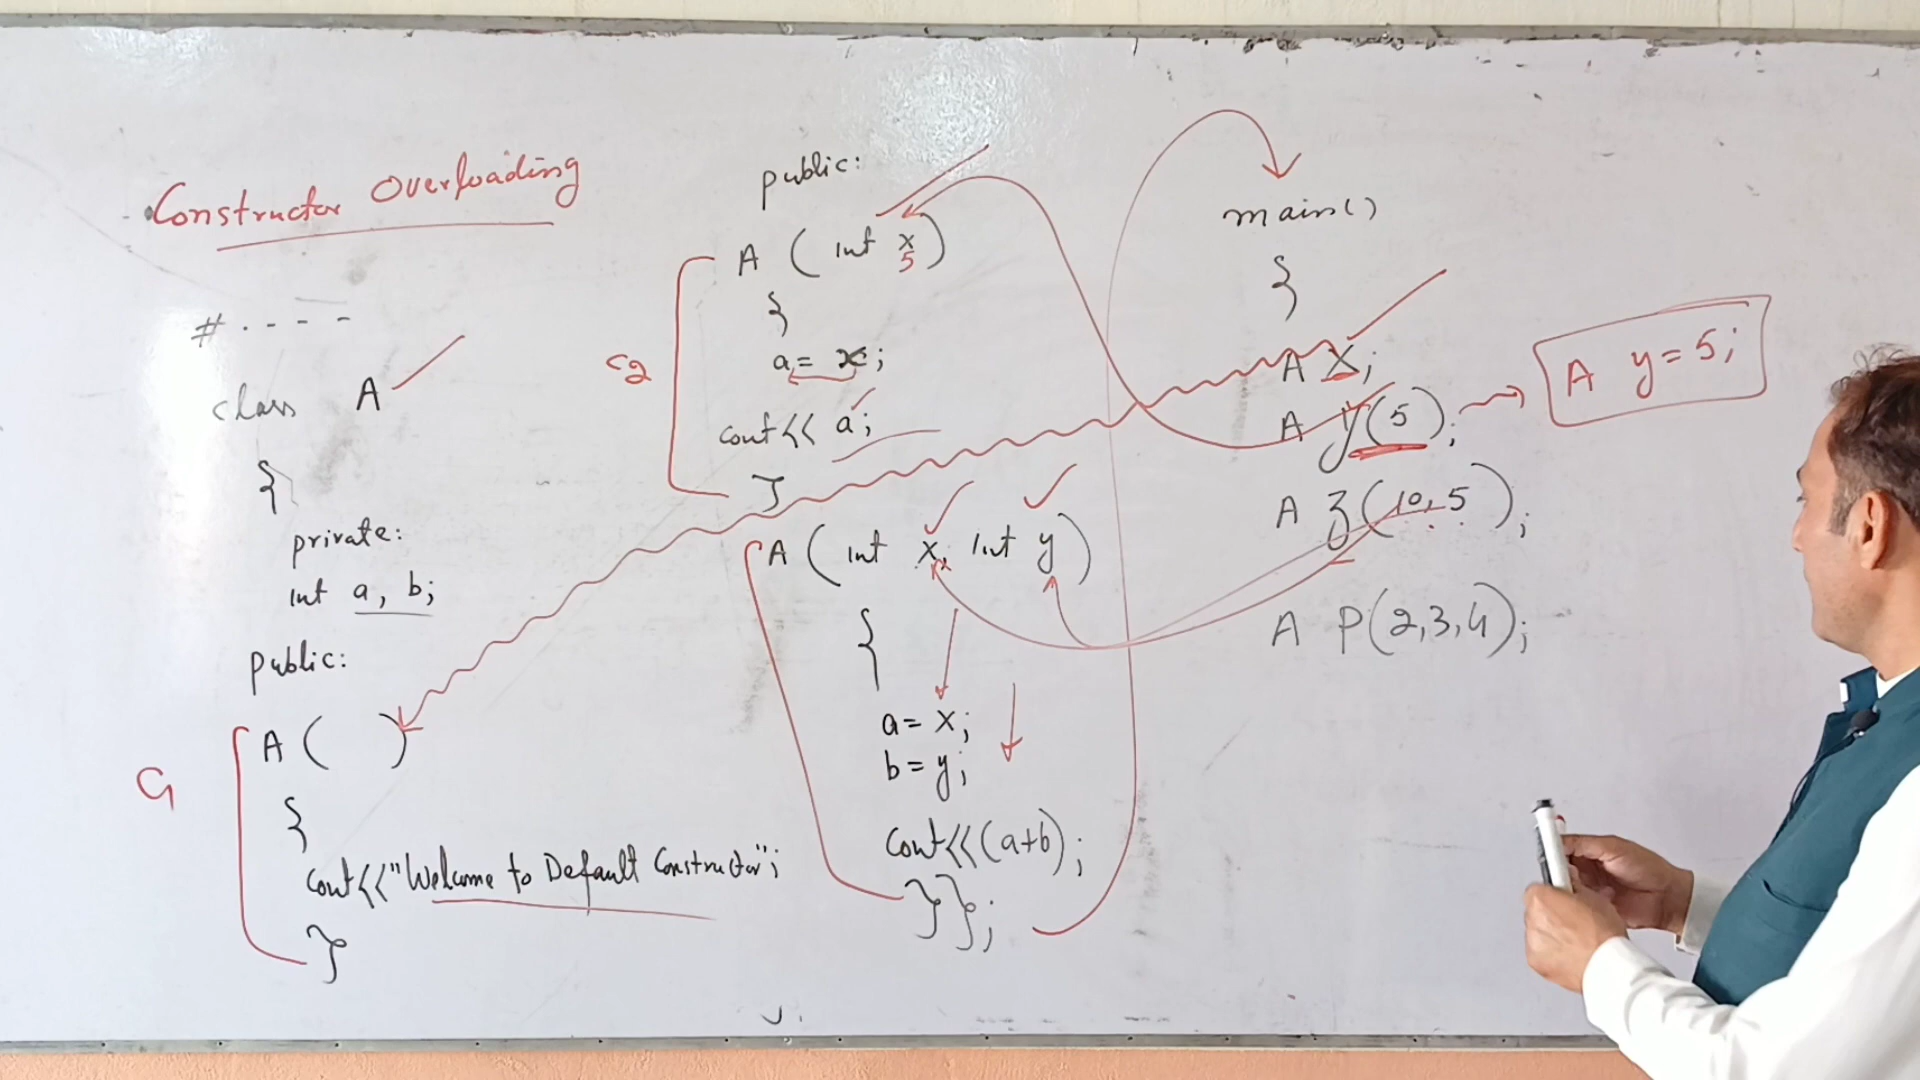 Constructor Overloading
# . - - -
class A
{
private:
int a, b;
public:
C1
A ( )
{
cout<<"Welcome to Default Constructor";
}
public:
C2
A ( int x )
5
{
a = x;
cout<< a;
}
A ( int x, int y )
{
a = x;
b = y;
cout<<(a+b);
}};
main()
{
A X;
A y(5);
A y = 5;
A z(10,5);
A P(2,3,4);